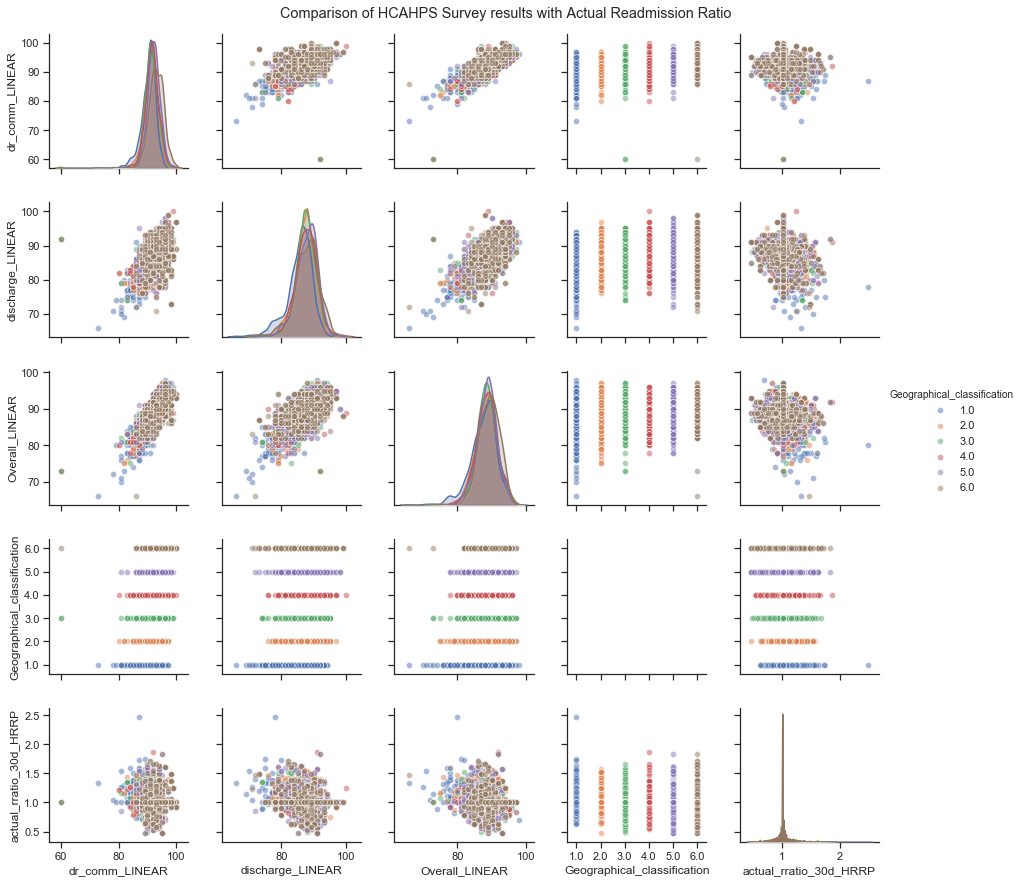 Comparison of HCAHPS Survey results with Actual Readmission Ratio
100
90
80
70
60
dr_comm_LINEAR
100
90
80
70
discharge_LINEAR
100
90
80
70
Overall_LINEAR
Geographical_classification
1.0
2.0
3.0
4.0
5.0
6.0
6.0
5.0
4.0
3.0
2.0
1.0
Geographical_classification
2.5
2.0
1.5
1.0
0.5
actual_rratio_30d_HRRP
60 80 100
80 100
80 100
1.0 2.0 3.0 4.0 5.0 6.0
1 2
dr_comm_LINEAR
discharge_LINEAR
Overall_LINEAR
Geographical_classification
actual_rratio_30d_HRRP